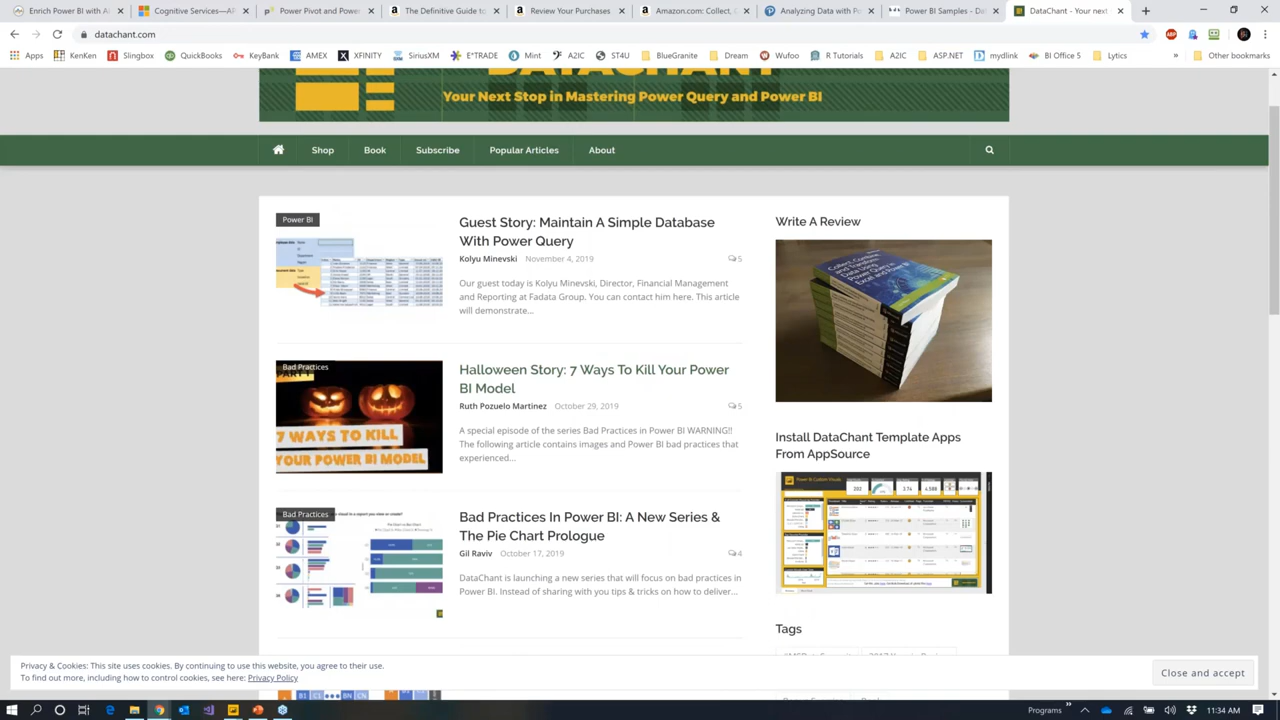 Enrich Power BI with Ai
Cognitive Services—AP
Power Pivot and Power
The Definitive Guide to
Review Your Purchases
Amazon.com: Collect, C
Analyzing Data with Po
Power BI Samples - Da
DataChant - Your next
datachant.com
Apps
KenKen
Slingbox
QuickBooks
KeyBank
AMEX
XFINITY
SiriusXM
E*TRADE
Mint
A2IC
ST4U
BlueGranite
Dream
Wufoo
R Tutorials
A2IC
ASP.NET
mydlink
BI Office 5
Lytics
»
Other bookmarks
DATACHANT
Your Next Stop in Mastering Power Query and Power BI
Shop
Book
Subscribe
Popular Articles
About
Power BI
Guest Story: Maintain A Simple Database
With Power Query
Kolyu Minevski November 4, 2019 5
Our guest today is Kolyu Minevski, Director, Financial Management
and Reporting at Fadata Group. You can contact him here. This article
will demonstrate...
Bad Practices
7 WAYS TO KILL
YOUR POWER BI MODEL
Halloween Story: 7 Ways To Kill Your Power
BI Model
Ruth Pozuelo Martinez October 29, 2019 5
A special episode of the series Bad Practices in Power BI WARNING!!
The following article contains images and Power BI bad practices that
experienced...
Bad Practices
Bad Practices In Power BI: A New Series &
The Pie Chart Prologue
Gil Raviv October 17, 2019 4
DataChant is launching a new series that will focus on bad practices in
Power BI. Instead of sharing with you tips & tricks on how to deliver...
Write A Review
Install DataChant Template Apps
From AppSource
Power BI Custom Visuals
Tags
Privacy & Cookies: This site uses cookies. By continuing to use this website, you agree to their use.
To find out more, including how to control cookies, see here: Privacy Policy
Close and accept
BI C1 BN CN
Programs
»
11:34 AM